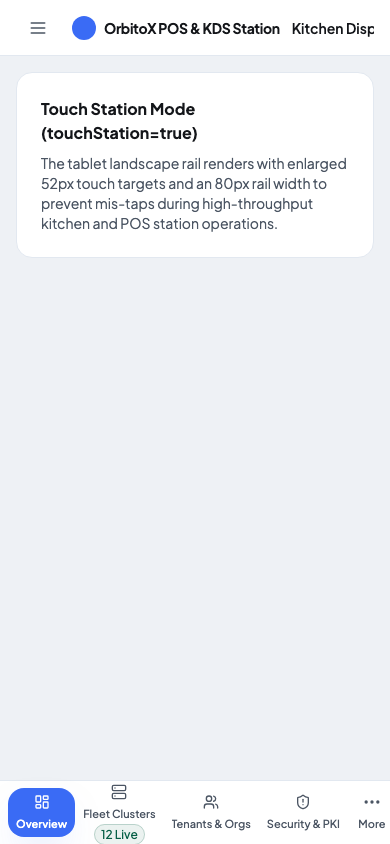 OrbitoX POS & KDS Station Kitchen Disp
Touch Station Mode
(touchStation=true)
The tablet landscape rail renders with enlarged
52px touch targets and an 80px rail width to
prevent mis-taps during high-throughput
kitchen and POS station operations.
Overview
Fleet Clusters
12 Live
Tenants & Orgs
Security & PKI
More